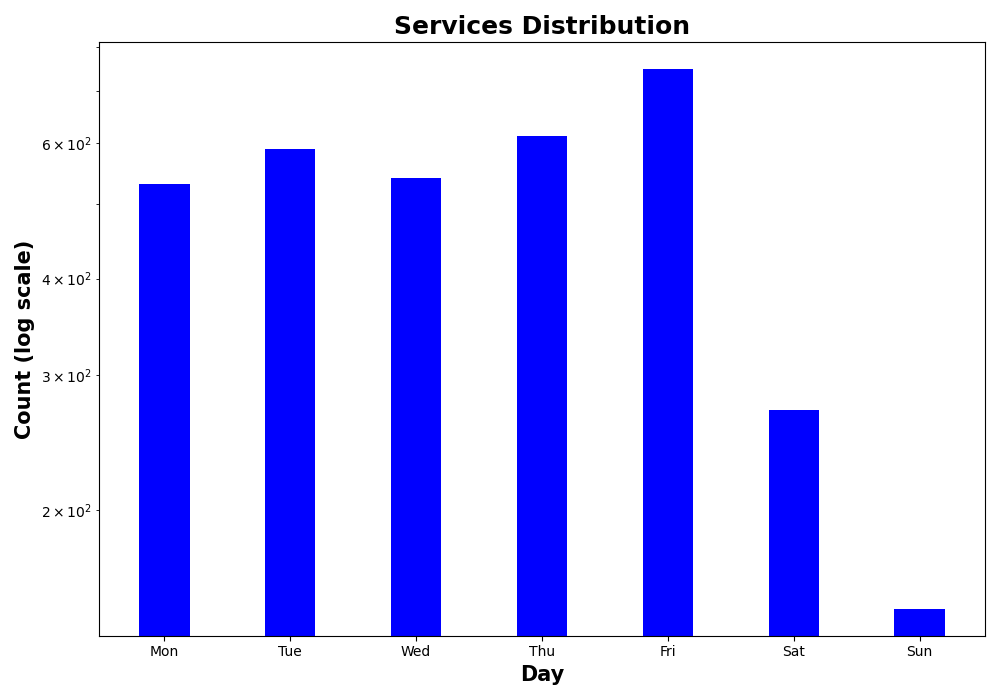 Services Distribution
Count (log scale)
6 × 10²
4 × 10²
3 × 10²
2 × 10²
Mon Tue Wed Thu Fri Sat Sun
Day